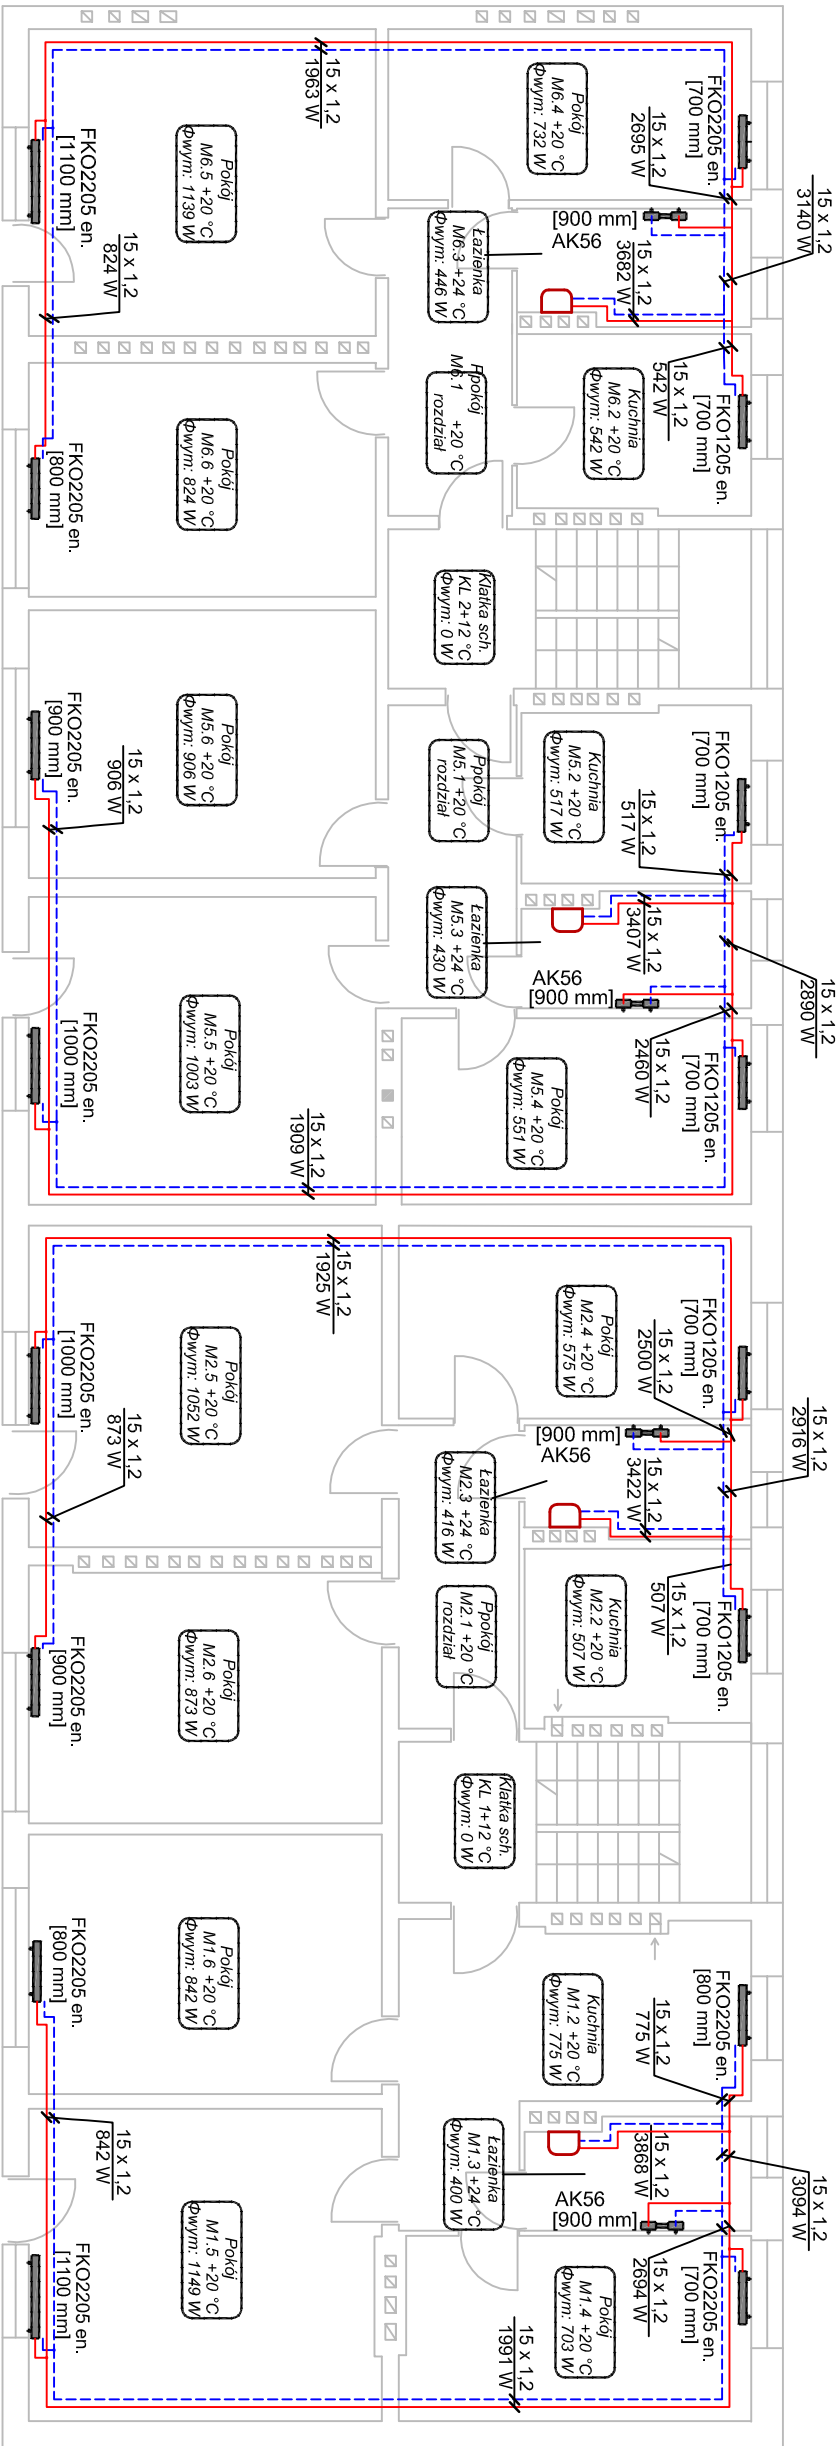 15 x 1,2
1963 W
Pokój
M6.4 +20 °C
Φwym: 732 W
FKO2205 en.
[700 mm]
15 x 1,2
2695 W
15 x 1,2
3140 W
FKO2205 en.
[1100 mm]
Pokój
M6.5 +20 °C
Φwym: 1139 W
Łazienka
M6.3 +24 °C
Φwym: 446 W
[900 mm]
AK56
15 x 1,2
3682 W
15 x 1,2
824 W
Ppokój
M6.1 +20 °C
rozdział
Kuchnia
M6.2 +20 °C
Φwym: 542 W
15 x 1,2
542 W
FKO1205 en.
[700 mm]
FKO2205 en.
[800 mm]
Pokój
M6.6 +20 °C
Φwym: 824 W
Klatka sch.
KL 2+12 °C
Φwym: 0 W
FKO2205 en.
[900 mm]
Pokój
M5.6 +20 °C
Φwym: 906 W
Ppokój
M5.1 +20 °C
rozdział
Kuchnia
M5.2 +20 °C
Φwym: 517 W
FKO1205 en.
[700 mm]
15 x 1,2
906 W
15 x 1,2
517 W
Łazienka
M5.3 +24 °C
Φwym: 430 W
15 x 1,2
3407 W
AK56
[900 mm]
15 x 1,2
2890 W
FKO2205 en.
[1000 mm]
Pokój
M5.5 +20 °C
Φwym: 1003 W
Pokój
M5.4 +20 °C
Φwym: 551 W
15 x 1,2
2460 W
FKO1205 en.
[700 mm]
15 x 1,2
1909 W
15 x 1,2
1925 W
FKO2205 en.
[1000 mm]
Pokój
M2.5 +20 °C
Φwym: 1052 W
Pokój
M2.4 +20 °C
Φwym: 575 W
15 x 1,2
2500 W
FKO1205 en.
[700 mm]
15 x 1,2
2916 W
15 x 1,2
873 W
Łazienka
M2.3 +24 °C
Φwym: 416 W
[900 mm]
AK56
15 x 1,2
3422 W
Ppokój
M2.1 +20 °C
rozdział
Kuchnia
M2.2 +20 °C
Φwym: 507 W
15 x 1,2
507 W
FKO1205 en.
[700 mm]
FKO2205 en.
[900 mm]
Pokój
M2.6 +20 °C
Φwym: 873 W
Klatka sch.
KL 1+12 °C
Φwym: 0 W
FKO2205 en.
[800 mm]
Pokój
M1.6 +20 °C
Φwym: 842 W
Kuchnia
M1.2 +20 °C
Φwym: 775 W
15 x 1,2
775 W
FKO2205 en.
[800 mm]
15 x 1,2
842 W
Łazienka
M1.3 +24 °C
Φwym: 400 W
15 x 1,2
3868 W
AK56
[900 mm]
15 x 1,2
3094 W
FKO2205 en.
[1100 mm]
Pokój
M1.5 +20 °C
Φwym: 1149 W
Pokój
M1.4 +20 °C
Φwym: 703 W
15 x 1,2
2694 W
FKO2205 en.
[700 mm]
15 x 1,2
1991 W